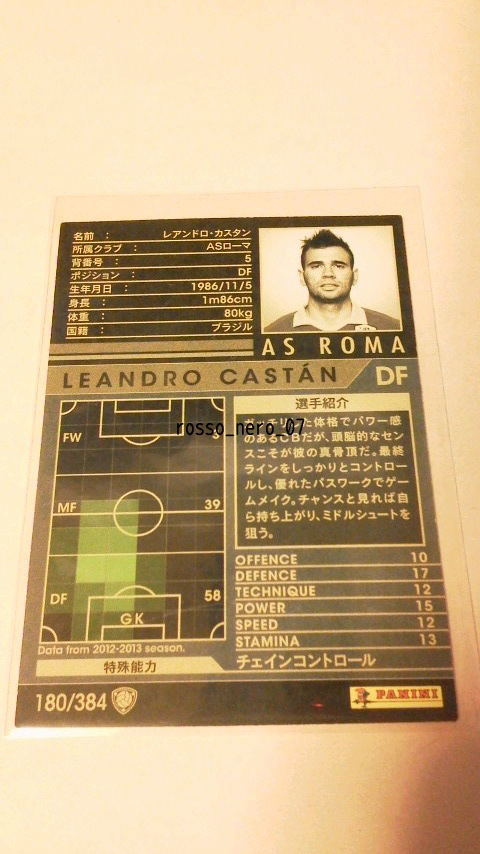 名前 : レアンドロ・カスタン
所属クラブ : ASローマ
背番号 : 5
ポジション : DF
生年月日 : 1986/11/5
身長 : 1m86cm
体重 : 80kg
国籍 : ブラジル
AS ROMA
LEANDRO CASTÁN DF
選手紹介
た体格でパワー感
のあるCBだが、頭脳的なセン
スこそが彼の真骨頂だ。最終
ラインをしっかりとコントロー
ルし、優れたパスワークでゲー
ムメイク。チャンスと見れば自
ら持ち上がり、ミドルシュートを
狙う。
rosso_nero_07
FW
MF 39
DF 58
GK
Data from 2012-2013 season.
OFFENCE 10
DEFENCE 17
TECHNIQUE 12
POWER 15
SPEED 12
STAMINA 13
特殊能力 チェインコントロール
180/384
PANINI